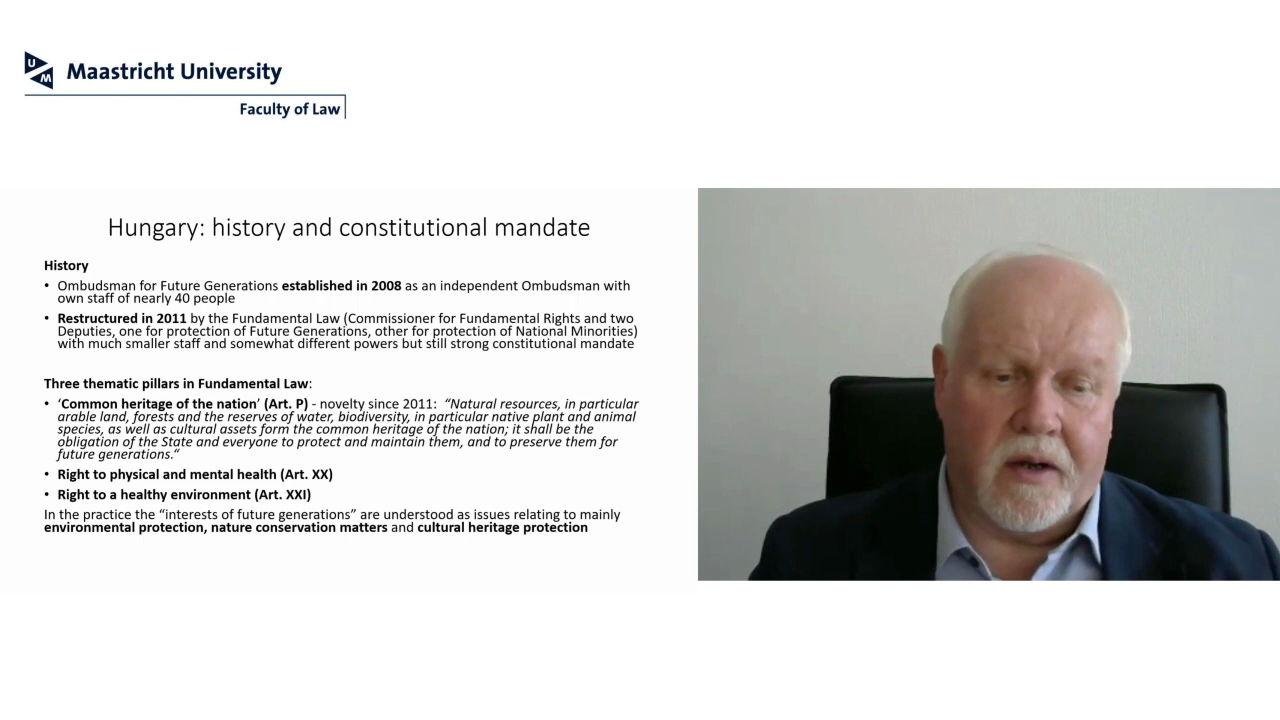 UM
Maastricht University
Faculty of Law
Hungary: history and constitutional mandate
History
• Ombudsman for Future Generations established in 2008 as an independent Ombudsman with
own staff of nearly 40 people
• Restructured in 2011 by the Fundamental Law (Commissioner for Fundamental Rights and two
Deputies, one for protection of Future Generations, other for protection of National Minorities)
with much smaller staff and somewhat different powers but still strong constitutional mandate
Three thematic pillars in Fundamental Law:
• ‘Common heritage of the nation’ (Art. P) - novelty since 2011: “Natural resources, in particular
arable land, forests and the reserves of water, biodiversity, in particular native plant and animal
species, as well as cultural assets form the common heritage of the nation; it shall be the
obligation of the State and everyone to protect and maintain them, and to preserve them for
future generations.“
• Right to physical and mental health (Art. XX)
• Right to a healthy environment (Art. XXI)
In the practice the “interests of future generations” are understood as issues relating to mainly
environmental protection, nature conservation matters and cultural heritage protection